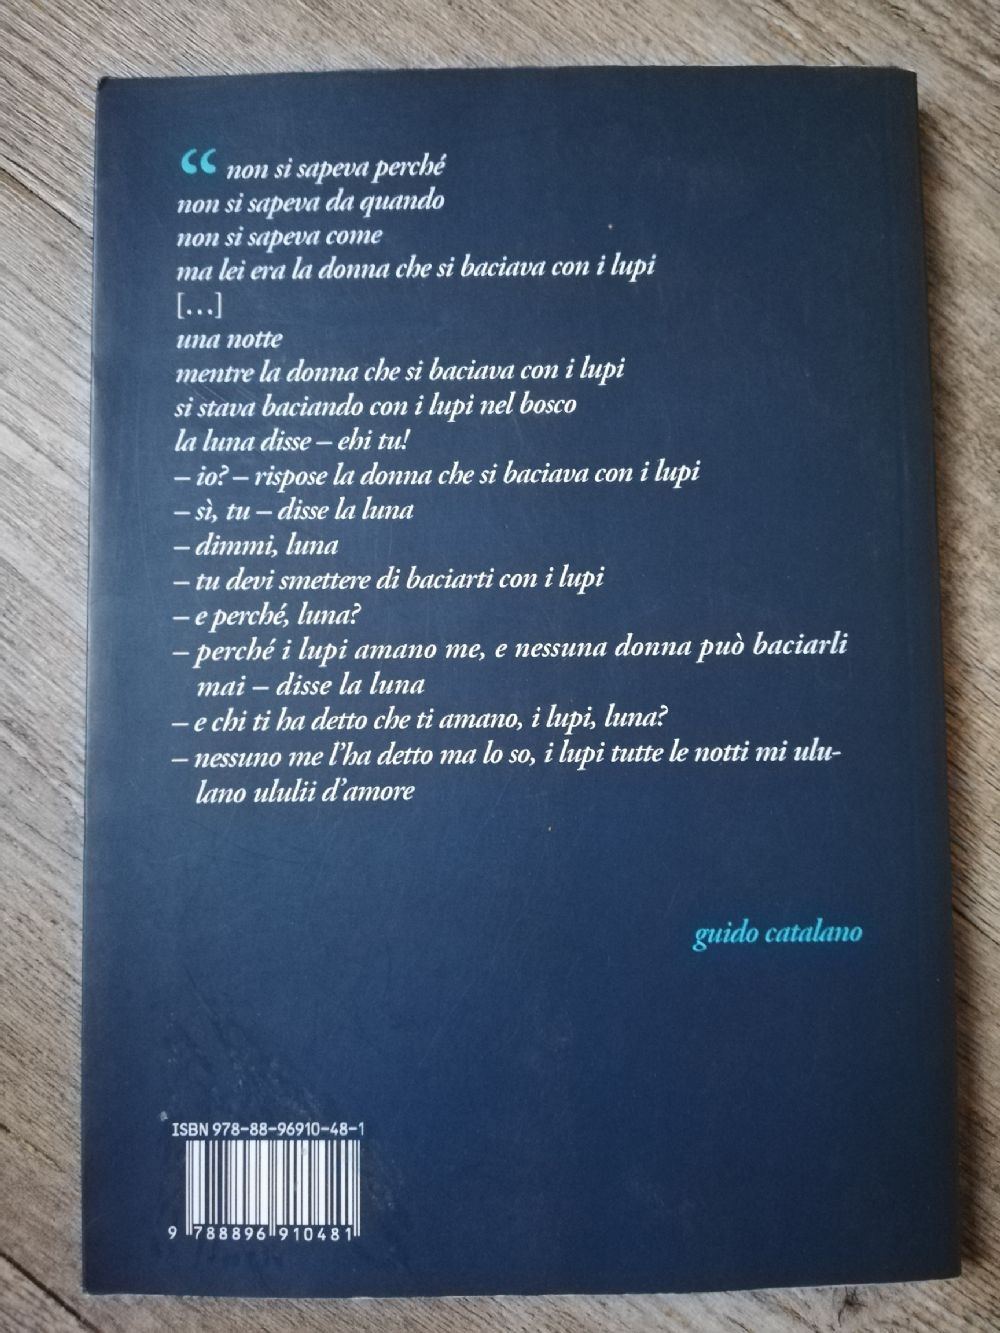 “ non si sapeva perché
non si sapeva da quando
non si sapeva come
ma lei era la donna che si baciava con i lupi
[…]
una notte
mentre la donna che si baciava con i lupi
si stava baciando con i lupi nel bosco
la luna disse – ehi tu!
– io? – rispose la donna che si baciava con i lupi
– sì, tu – disse la luna
– dimmi, luna
– tu devi smettere di baciarti con i lupi
– e perché, luna?
– perché i lupi amano me, e nessuna donna può baciarli
mai – disse la luna
– e chi ti ha detto che ti amano, i lupi, luna?
– nessuno me l’ha detto ma lo so, i lupi tutte le notti mi ulu-
lano ululii d’amore
guido catalano
ISBN 978-88-96910-48-1
9 788896 910481